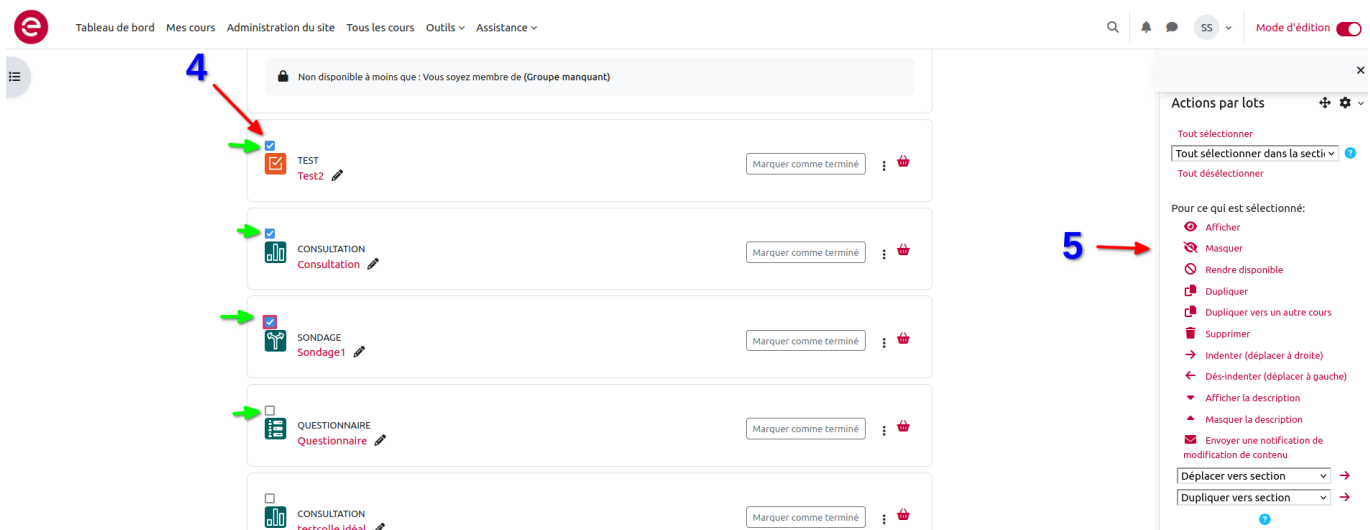 Tableau de bord Mes cours Administration du site Tous les cours Outils Assistance
SS
Mode d'édition
4
Non disponible à moins que : Vous soyez membre de (Groupe manquant)
TEST
Test2
Marquer comme terminé
CONSULTATION
Consultation
Marquer comme terminé
SONDAGE
Sondage1
Marquer comme terminé
QUESTIONNAIRE
Questionnaire
Marquer comme terminé
CONSULTATION
testcolle idéal
Marquer comme terminé
5
Actions par lots
Tout sélectionner
Tout sélectionner dans la secti
?
Tout désélectionner
Pour ce qui est sélectionné:
Afficher
Masquer
Rendre disponible
Dupliquer
Dupliquer vers un autre cours
Supprimer
Indenter (déplacer à droite)
Dés-indenter (déplacer à gauche)
Afficher la description
Masquer la description
Envoyer une notification de
modification de contenu
Déplacer vers section
Dupliquer vers section
?